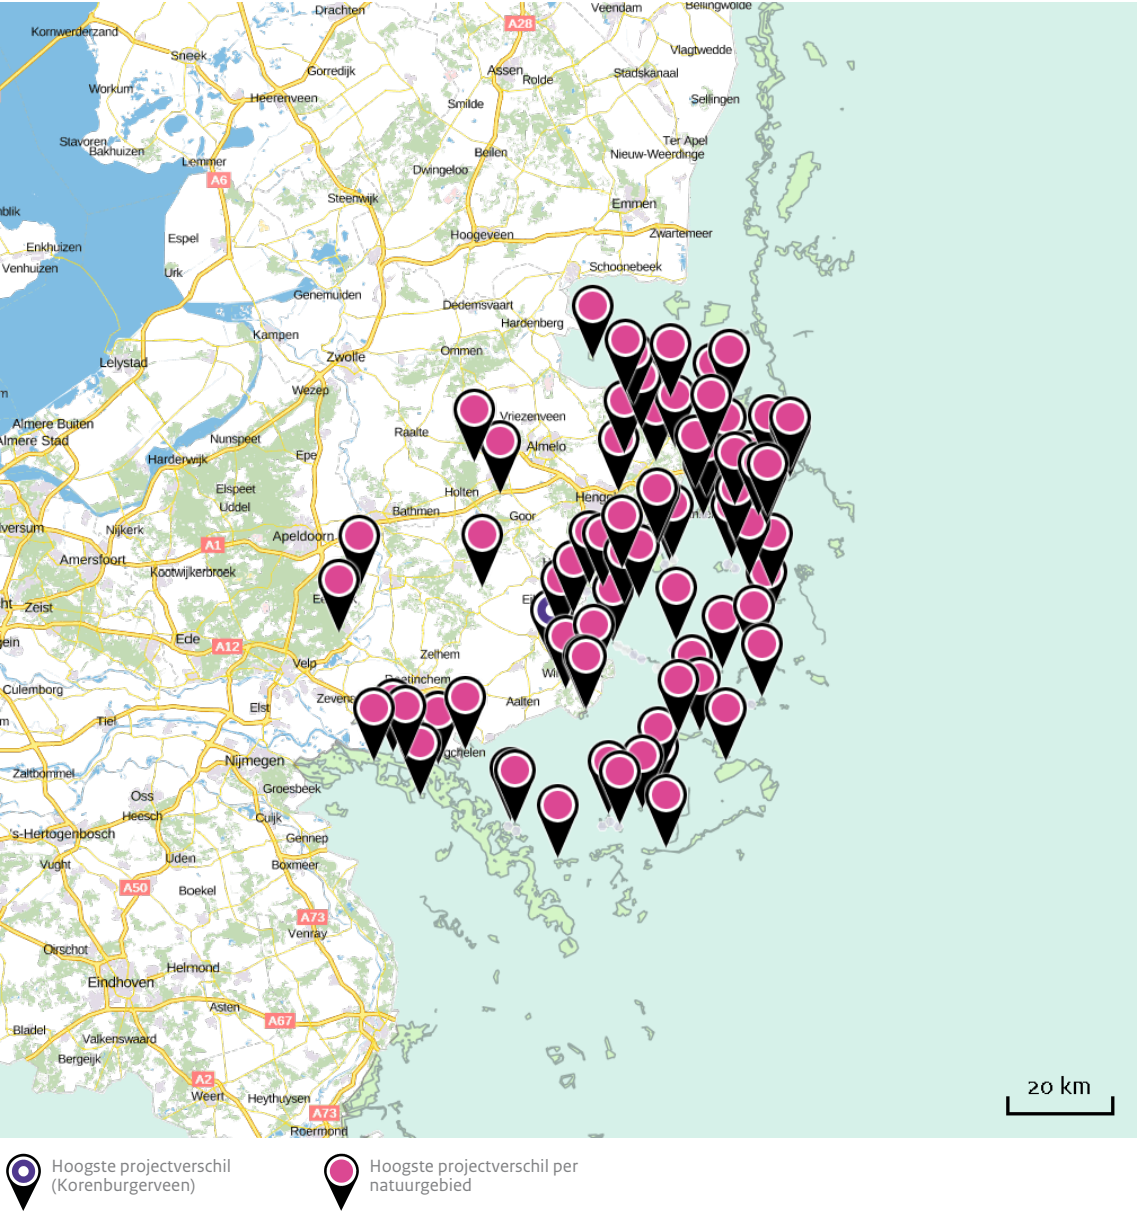 Drachten
Veendam
Bellingwolde
A28
Kornwerderzand
Sneek
Vlagtwedde
Gorredijk
Assen
Rolde
Stadskanaal
Workum
Heerenveen
Smilde
Sellingen
Stavoren
Bakhuizen
Ter Apel
Lemmer
Beilen
Nieuw-Weerdinge
A6
Dwingeloo
Steenwijk
Emmen
Espel
Hoogeveen
Zwartemeer
Enkhuizen
Venhuizen
Urk
Schoonebeek
Genemuiden
Dedemsvaart
Hardenberg
Kampen
Ommen
Zwolle
Lelystad
Wezep
Vriezenveen
Almere Buiten
Raalte
Almere Stad
Nunspeet
Almelo
Harderwijk
Epe
Elspeet
Holten
Uddel
Bathmen
Goor
Nijkerk
Apeldoorn
A1
Amersfoort
Kootwijkerbroek
Zeist
Ede
A12
Zelhem
Velp
Culemborg
Aalten
Elst
Tiel
Nijmegen
Zaltbommel
Groesbeek
Oss
Heesch
Cuijk
's-Hertogenbosch
Gennep
Uden
Vught
Boxmeer
A50
Boekel
A73
Venray
Oirschot
Helmond
Eindhoven
Asten
A67
Bladel
Valkenswaard
Bergeijk
A2
Weert
Heythuysen
A73
Roermond
20 km
Hoogste projectverschil
(Korenburgerveen)
Hoogste projectverschil per
natuurgebied